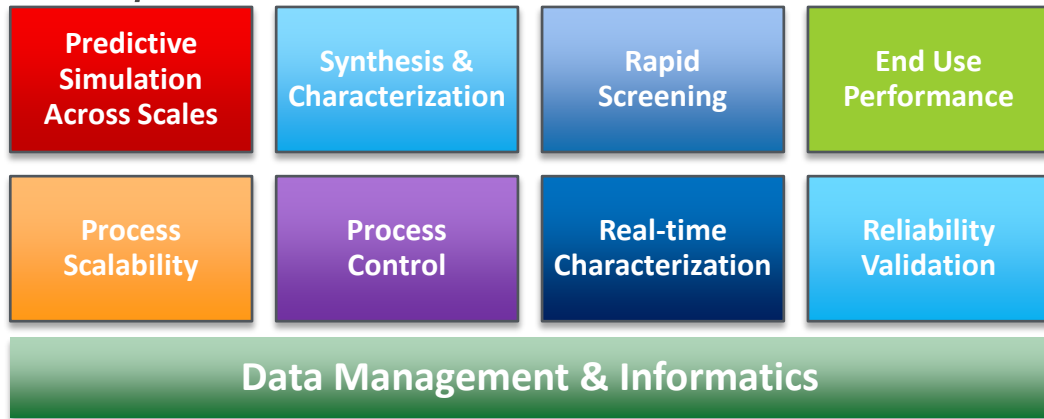 Predictive
Simulation
Across Scales
Synthesis &
Characterization
Rapid
Screening
End Use
Performance
Process
Scalability
Process
Control
Real-time
Characterization
Reliability
Validation
Data Management & Informatics